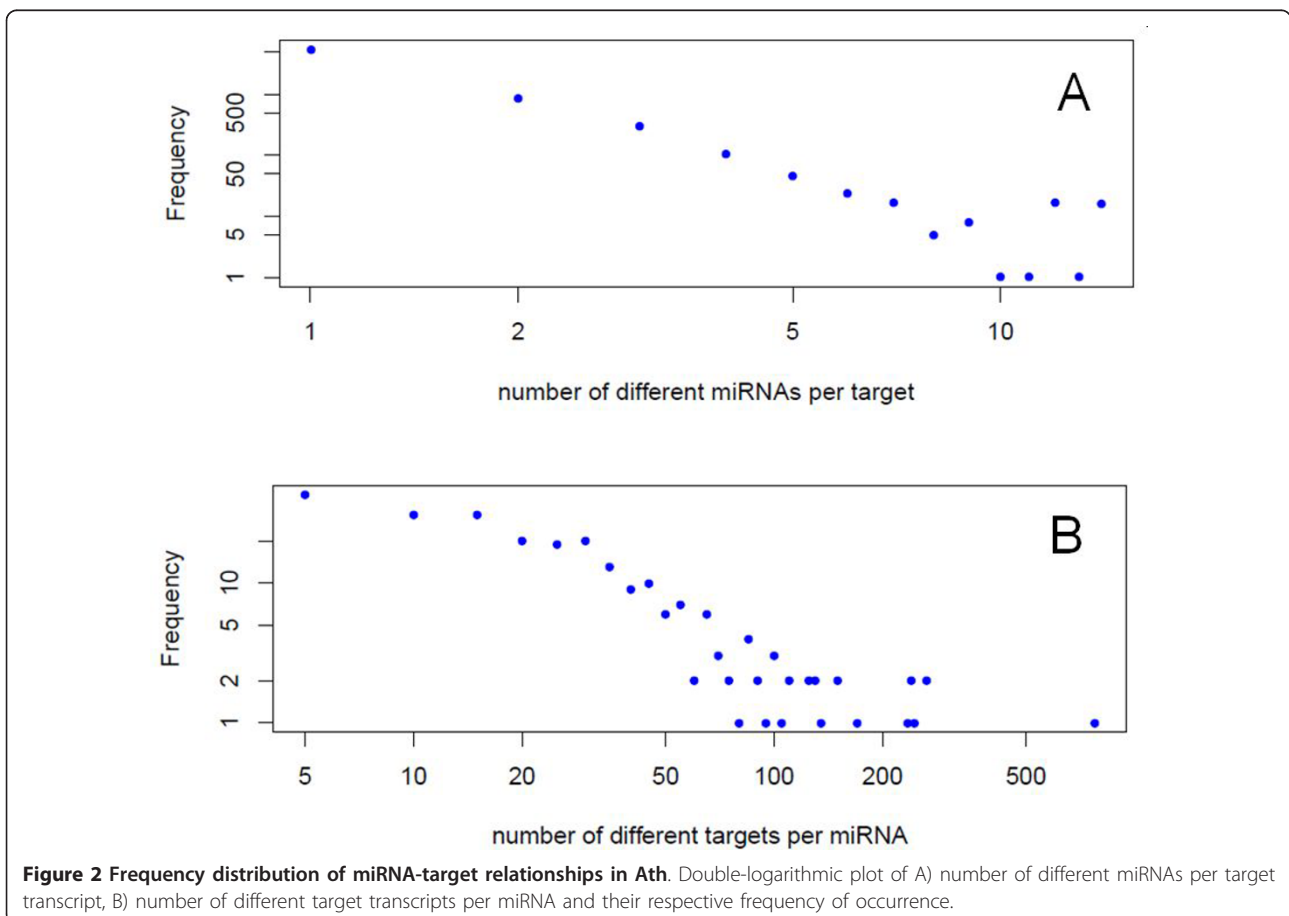 A
Frequency
500
50
5
1
1 2 5 10
number of different miRNAs per target
B
Frequency
10
5
2
1
5 10 20 50 100 200 500
number of different targets per miRNA
Figure 2 Frequency distribution of miRNA-target relationships in Ath. Double-logarithmic plot of A) number of different miRNAs per target
transcript, B) number of different target transcripts per miRNA and their respective frequency of occurrence.